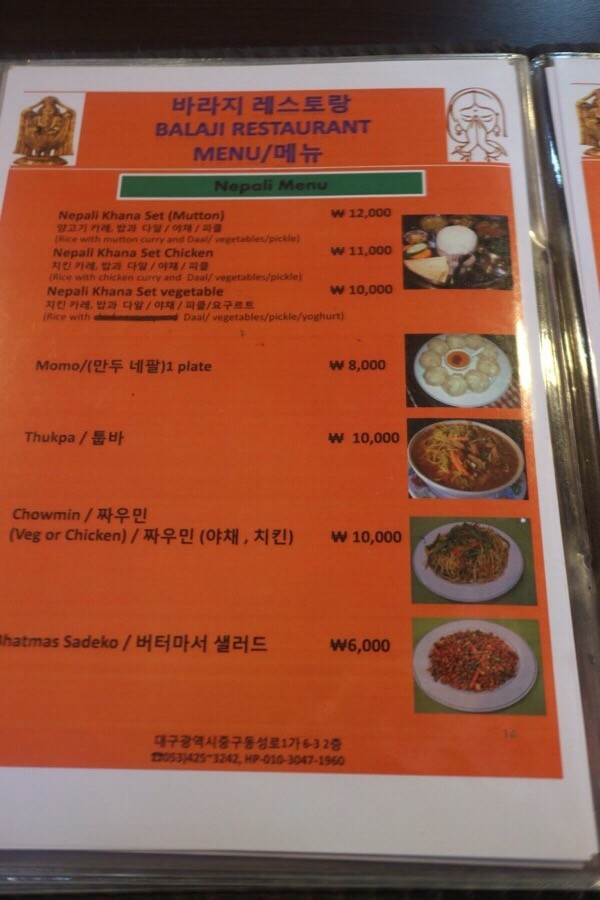 바라지 레스토랑
BALAJI RESTAURANT
MENU/메뉴
Nepali Menu
Nepali Khana Set (Mutton) ₩ 12,000
양고기 카레, 밥과 다알 / 야채 / 피클
(Rice with mutton curry and Daal/ vegetables/pickle)
Nepali Khana Set Chicken ₩ 11,000
치킨 카레, 밥과 다알 / 야채 / 피클
(Rice with chicken curry and Daal/ vegetables/pickle)
Nepali Khana Set vegetable ₩ 10,000
치킨 카레, 밥과 다알 / 야채 / 피클/요구르트
(Rice with Daal/ vegetables/pickle/yoghurt)
Momo/(만두 네팔)1 plate ₩ 8,000
Thukpa / 툽바 ₩ 10,000
Chowmin / 짜우민
(Veg or Chicken) / 짜우민 (야채 , 치킨) ₩ 10,000
Bhatmas Sadeko / 버터마서 샐러드 ₩6,000
대구광역시중구동성로1가 6-3 2층
☎053)425~3242, HP-010-3047-1960